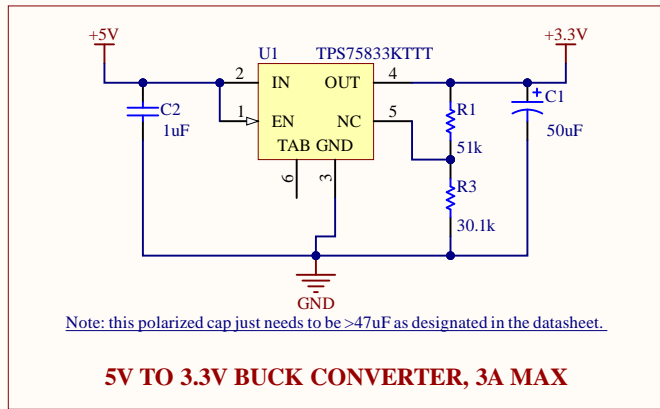 +5V
+3.3V
U1 TPS75833KTTT
2 IN OUT 4
1 EN NC 5
TAB GND
6 3
C2
1uF
R1
51k
R3
30.1k
+ C1
50uF
GND
Note: this polarized cap just needs to be >47uF as designated in the datasheet.
5V TO 3.3V BUCK CONVERTER, 3A MAX